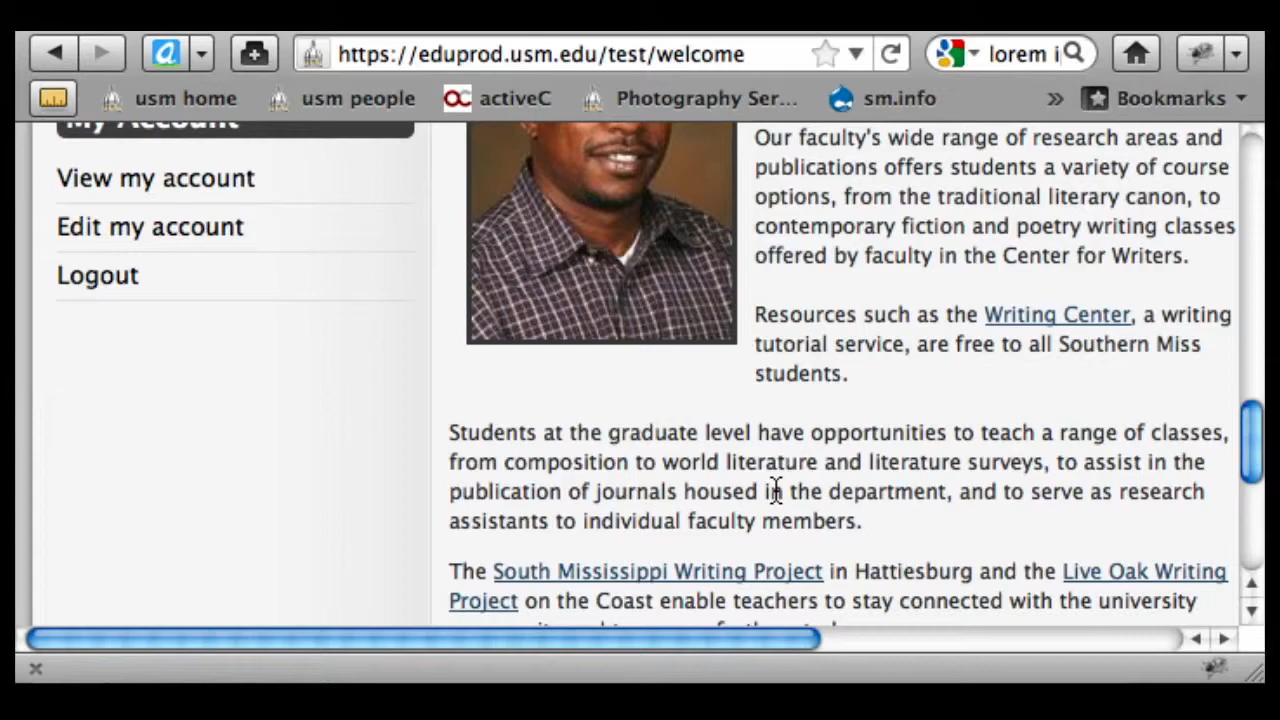 https://eduprod.usm.edu/test/welcome
lorem i
usm home
usm people
activeC
Photography Ser...
sm.info
»
Bookmarks
My Account
View my account
Edit my account
Logout
Our faculty's wide range of research areas and
publications offers students a variety of course
options, from the traditional literary canon, to
contemporary fiction and poetry writing classes
offered by faculty in the Center for Writers.
Resources such as the Writing Center, a writing
tutorial service, are free to all Southern Miss
students.
Students at the graduate level have opportunities to teach a range of classes,
from composition to world literature and literature surveys, to assist in the
publication of journals housed in the department, and to serve as research
assistants to individual faculty members.
The South Mississippi Writing Project in Hattiesburg and the Live Oak Writing
Project on the Coast enable teachers to stay connected with the university